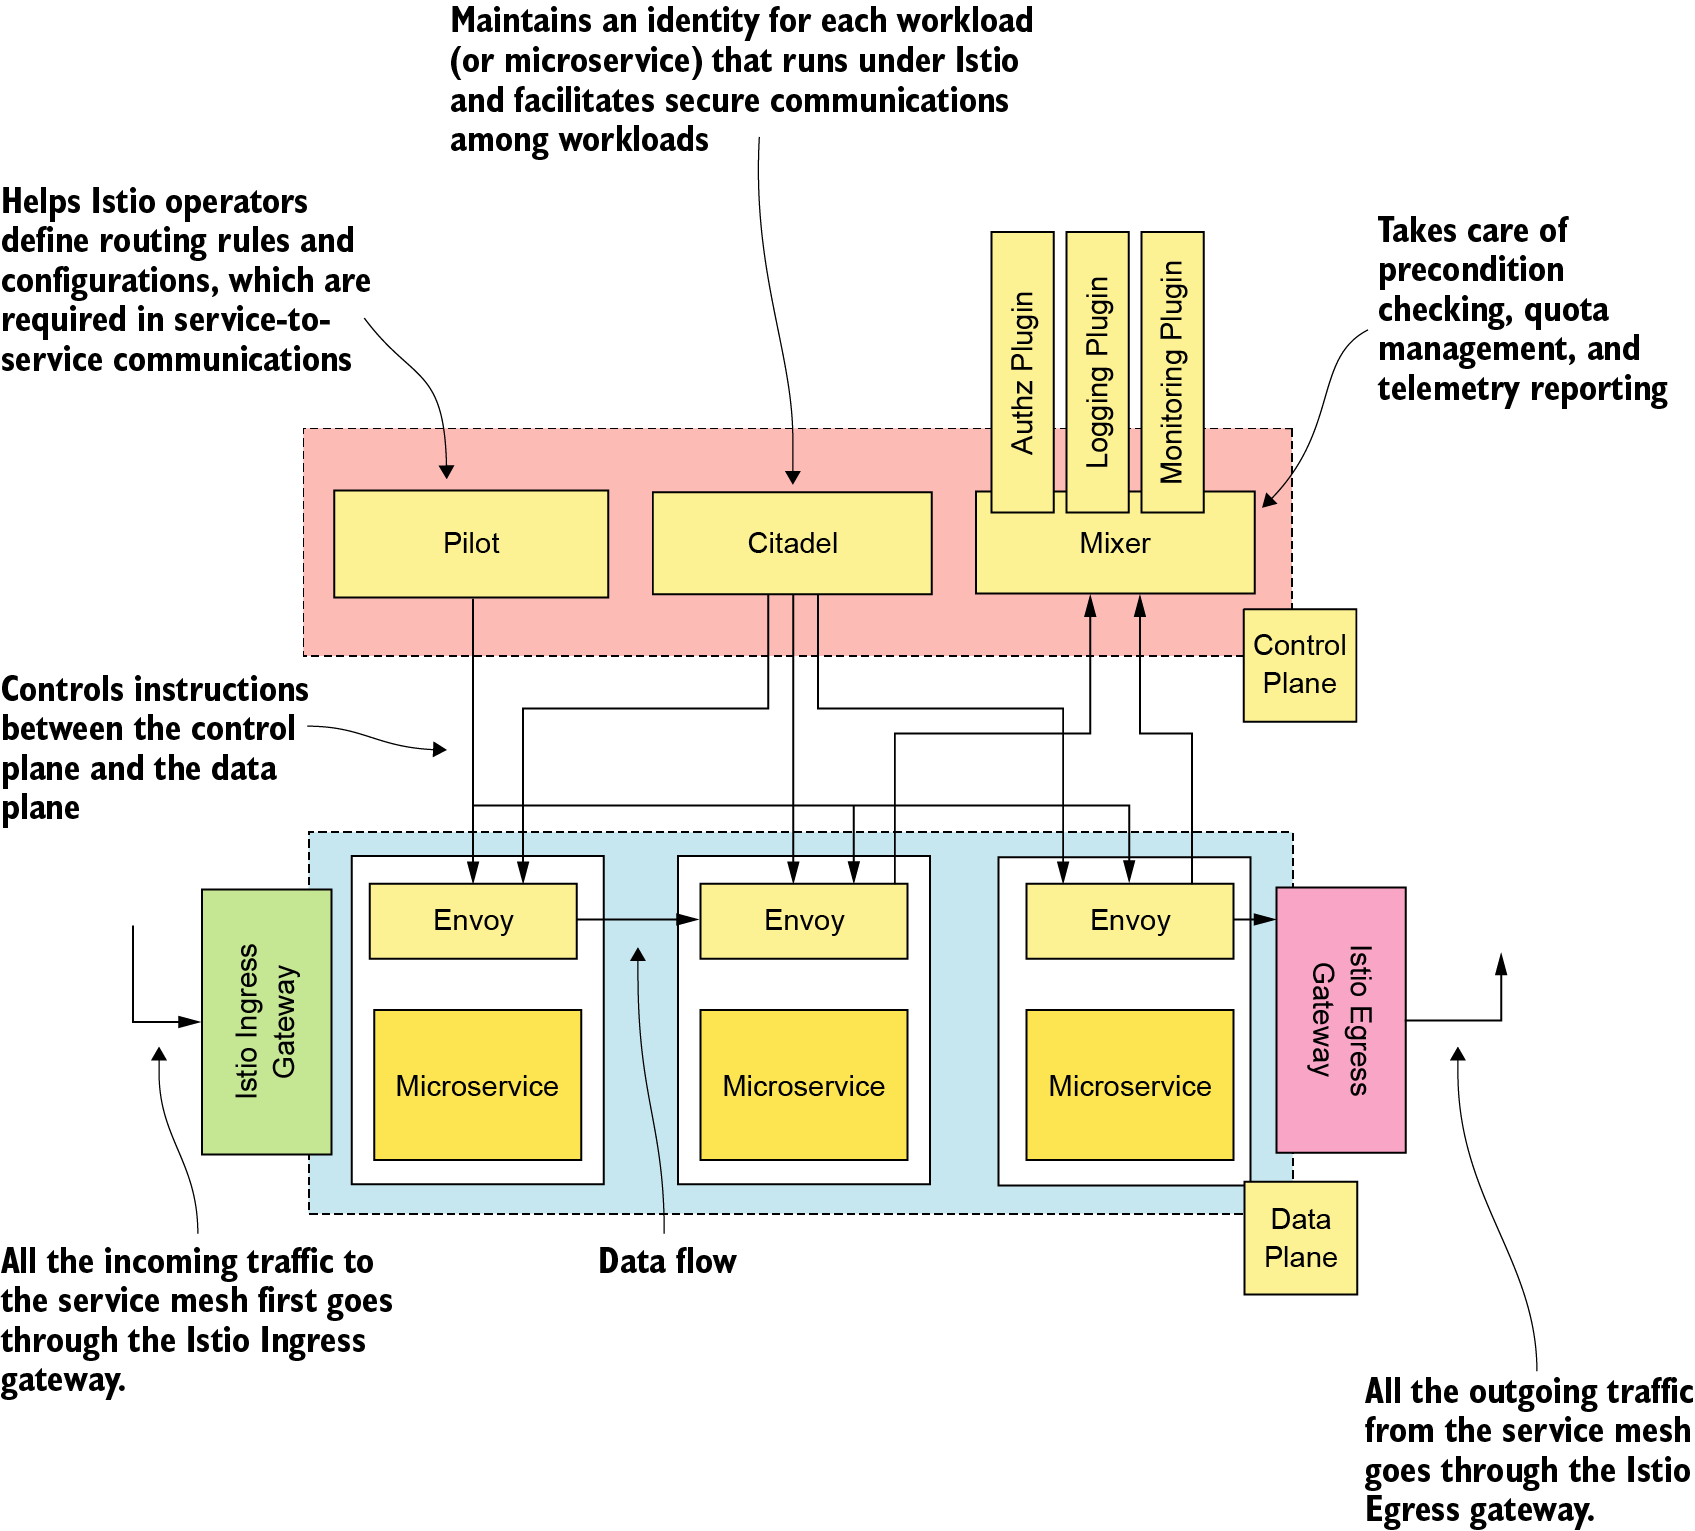 Maintains an identity for each workload
(or microservice) that runs under Istio
and facilitates secure communications
among workloads
Helps Istio operators
define routing rules and
configurations, which are
required in service-to-
service communications
Takes care of
precondition
checking, quota
management, and
telemetry reporting
Authz Plugin
Logging Plugin
Monitoring Plugin
Pilot
Citadel
Mixer
Control
Plane
Controls instructions
between the control
plane and the data
plane
Istio Ingress
Gateway
Envoy
Envoy
Envoy
Microservice
Microservice
Microservice
Istio Egress
Gateway
Data
Plane
All the incoming traffic to
the service mesh first goes
through the Istio Ingress
gateway.
Data flow
All the outgoing traffic
from the service mesh
goes through the Istio
Egress gateway.